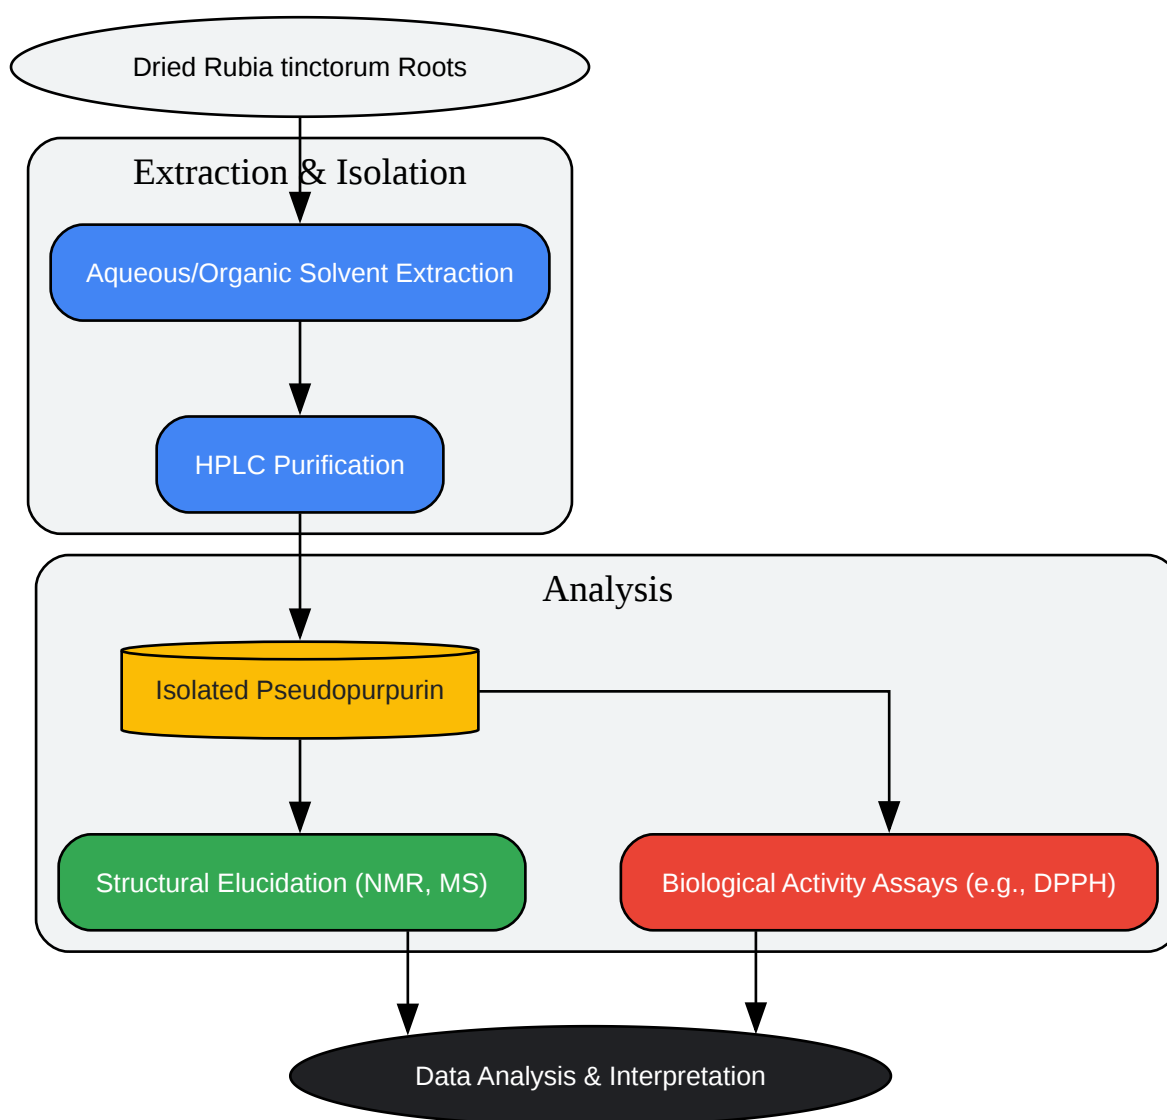 Dried Rubia tinctorum Roots
Extraction & Isolation
Aqueous/Organic Solvent Extraction
HPLC Purification
Analysis
Isolated Pseudopurpurin
Structural Elucidation (NMR, MS)
Biological Activity Assays (e.g., DPPH)
Data Analysis & Interpretation